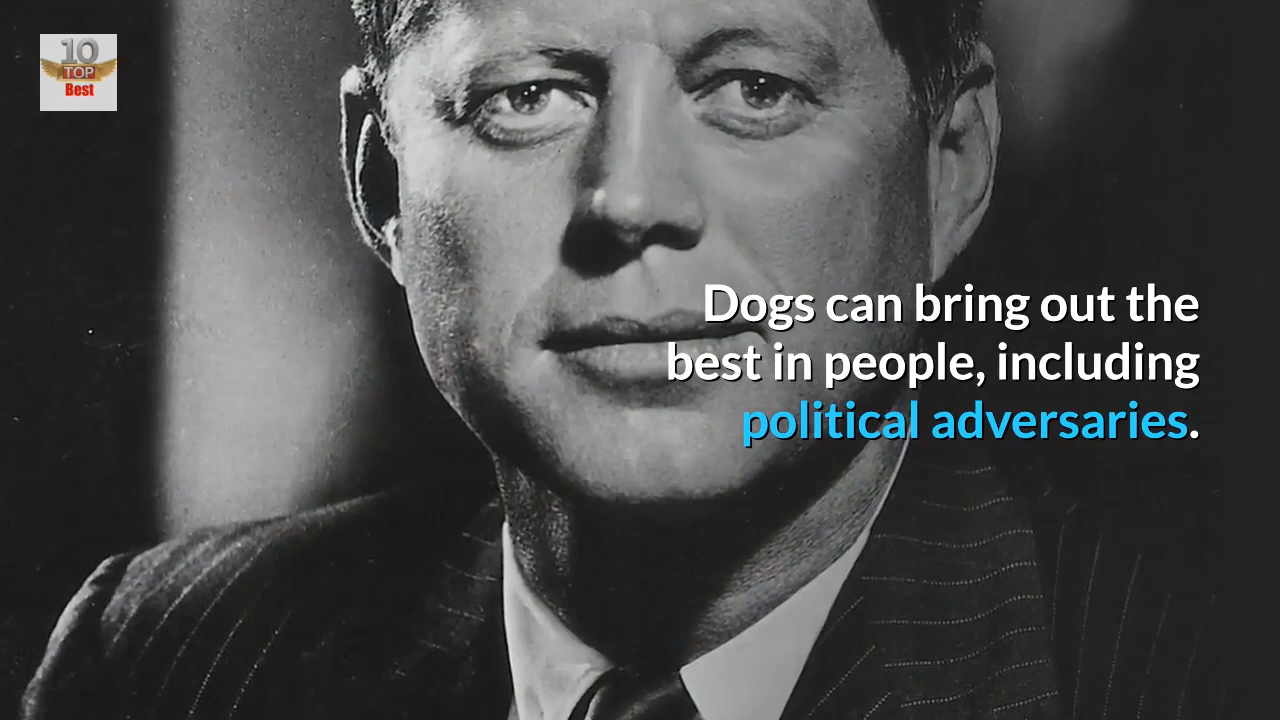 10
TOP
Best
Dogs can bring out the
best in people, including
political adversaries.